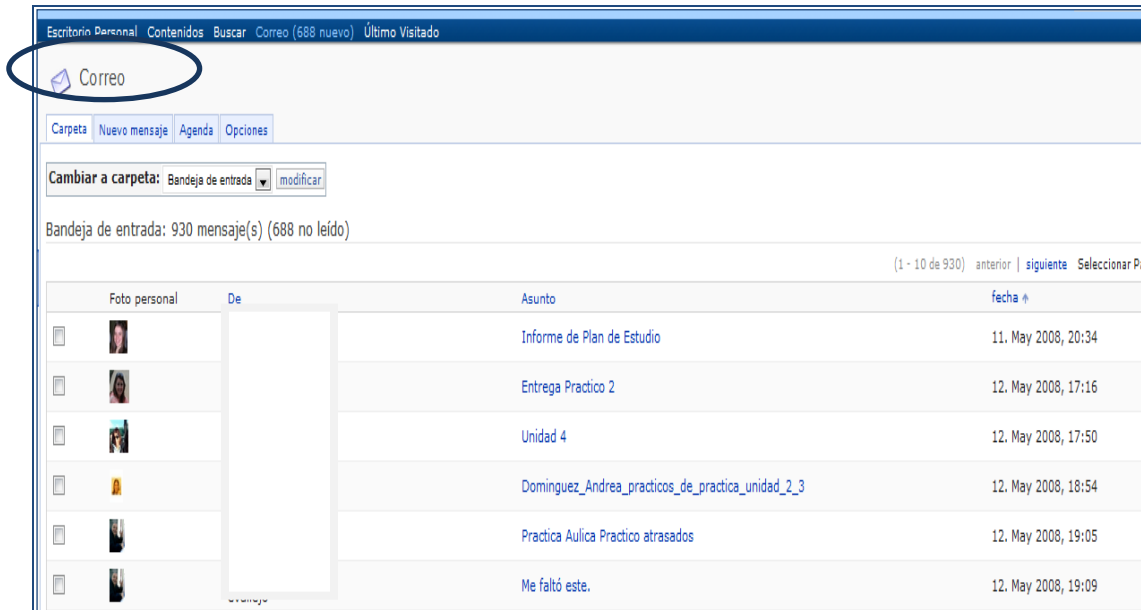 Escritorio Personal Contenidos Buscar Correo (688 nuevo) Último Visitado
Correo
Carpeta Nuevo mensaje Agenda Opciones
Cambiar a carpeta: Bandeja de entrada modificar
Bandeja de entrada: 930 mensaje(s) (688 no leído)
(1 - 10 de 930) anterior | siguiente Seleccionar
Foto personal De Asunto fecha
Informe de Plan de Estudio 11. May 2008, 20:34
Entrega Practico 2 12. May 2008, 17:16
Unidad 4 12. May 2008, 17:50
Dominguez_Andrea_practicos_de_practica_unidad_2_3 12. May 2008, 18:54
Practica Aulica Practico atrasados 12. May 2008, 19:05
Me faltó este. 12. May 2008, 19:09